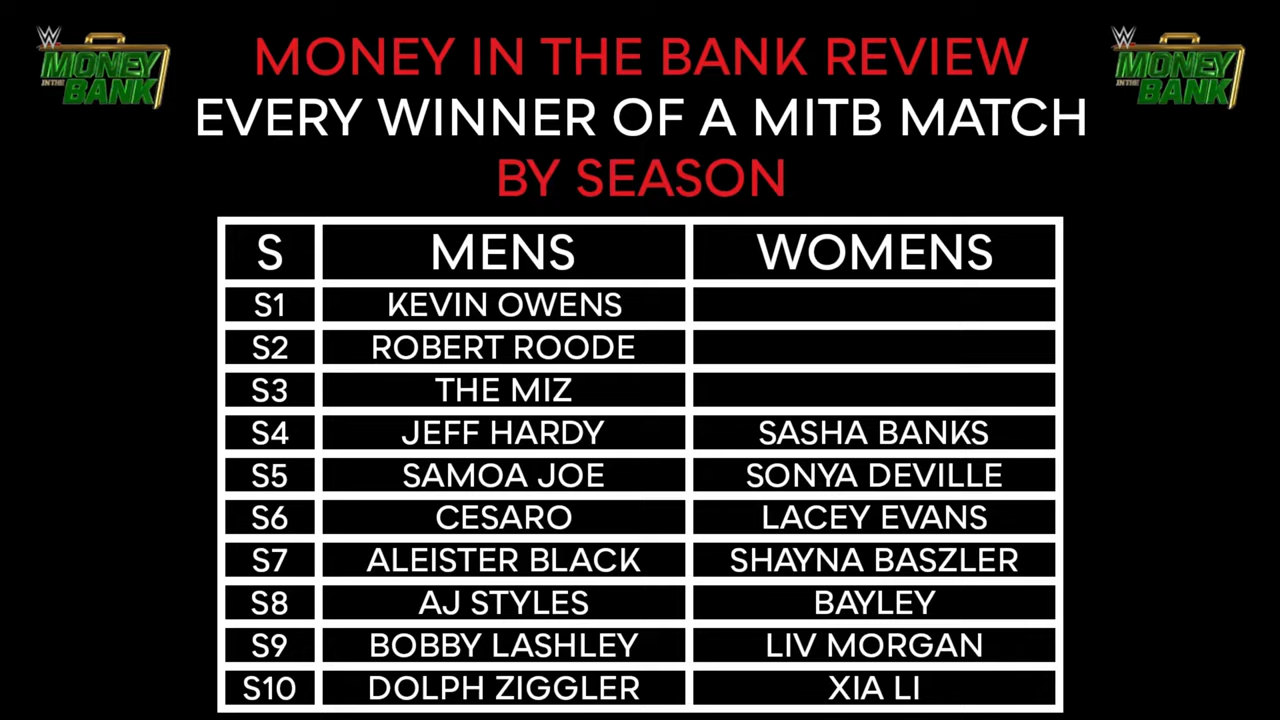 W
MONEY
IN THE
BANK
MONEY IN THE BANK REVIEW
EVERY WINNER OF A MITB MATCH
BY SEASON
W
MONEY
IN THE
BANK
S MENS WOMENS
S1 KEVIN OWENS
S2 ROBERT ROODE
S3 THE MIZ
S4 JEFF HARDY SASHA BANKS
S5 SAMOA JOE SONYA DEVILLE
S6 CESARO LACEY EVANS
S7 ALEISTER BLACK SHAYNA BASZLER
S8 AJ STYLES BAYLEY
S9 BOBBY LASHLEY LIV MORGAN
S10 DOLPH ZIGGLER XIA LI